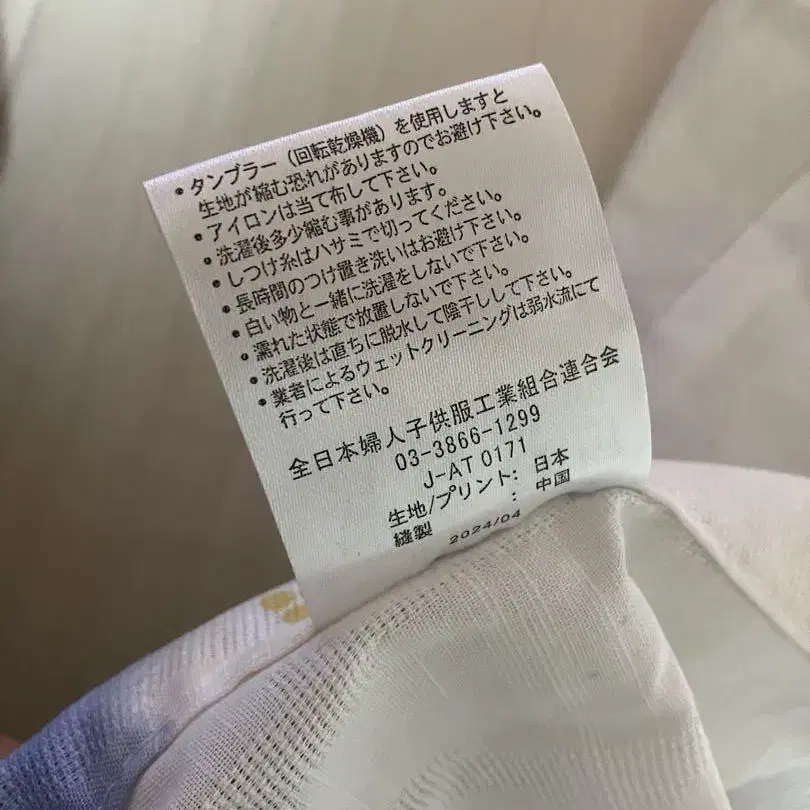 ・タンブラー（回転乾燥機）を使用しますと
生地が縮む恐れがありますのでお避け下さい。
・アイロンは当て布して下さい。
・洗濯後多少縮む事があります。
・しつけ糸はハサミで切ってください。
・長時間のつけ置き洗いはお避け下さい。
・白い物と一緒に洗濯をしないで下さい。
・濡れた状態で放置しないで下さい。
・洗濯後は直ちに脱水して陰干しして下さい。
・業者によるウェットクリーニングは弱水流にて
行って下さい。
全日本婦人子供服工業組合連合会
03-3866-1299
J-AT 0171
生地/プリント: 日本
縫製 : 中国
2024/04